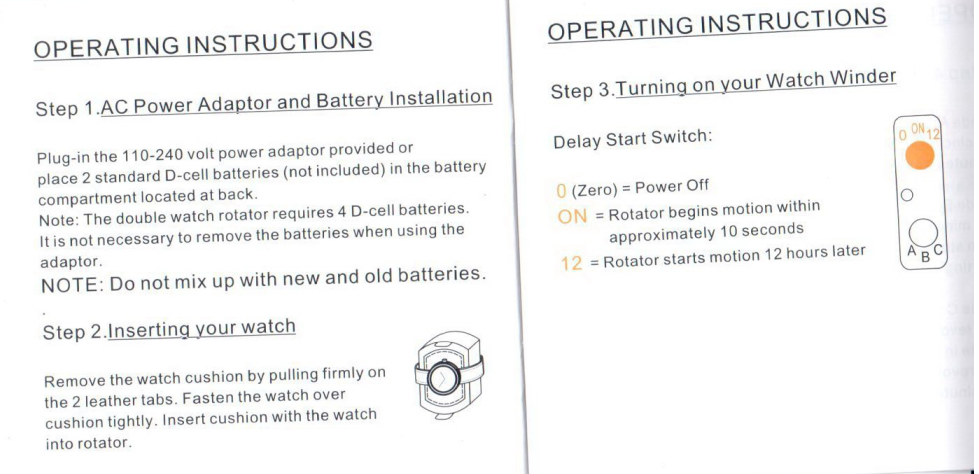 OPERATING INSTRUCTIONS
Step 1.AC Power Adaptor and Battery Installation
Plug-in the 110-240 volt power adaptor provided or
place 2 standard D-cell batteries (not included) in the battery
compartment located at back.
Note: The double watch rotator requires 4 D-cell batteries.
It is not necessary to remove the batteries when using the
adaptor.
NOTE: Do not mix up with new and old batteries.
.
Step 2.Inserting your watch
Remove the watch cushion by pulling firmly on
the 2 leather tabs. Fasten the watch over
cushion tightly. Insert cushion with the watch
into rotator.
OPERATING INSTRUCTIONS
Step 3.Turning on your Watch Winder
Delay Start Switch:
0 (Zero) = Power Off
ON = Rotator begins motion within
approximately 10 seconds
12 = Rotator starts motion 12 hours later
0 ON 12
A B C